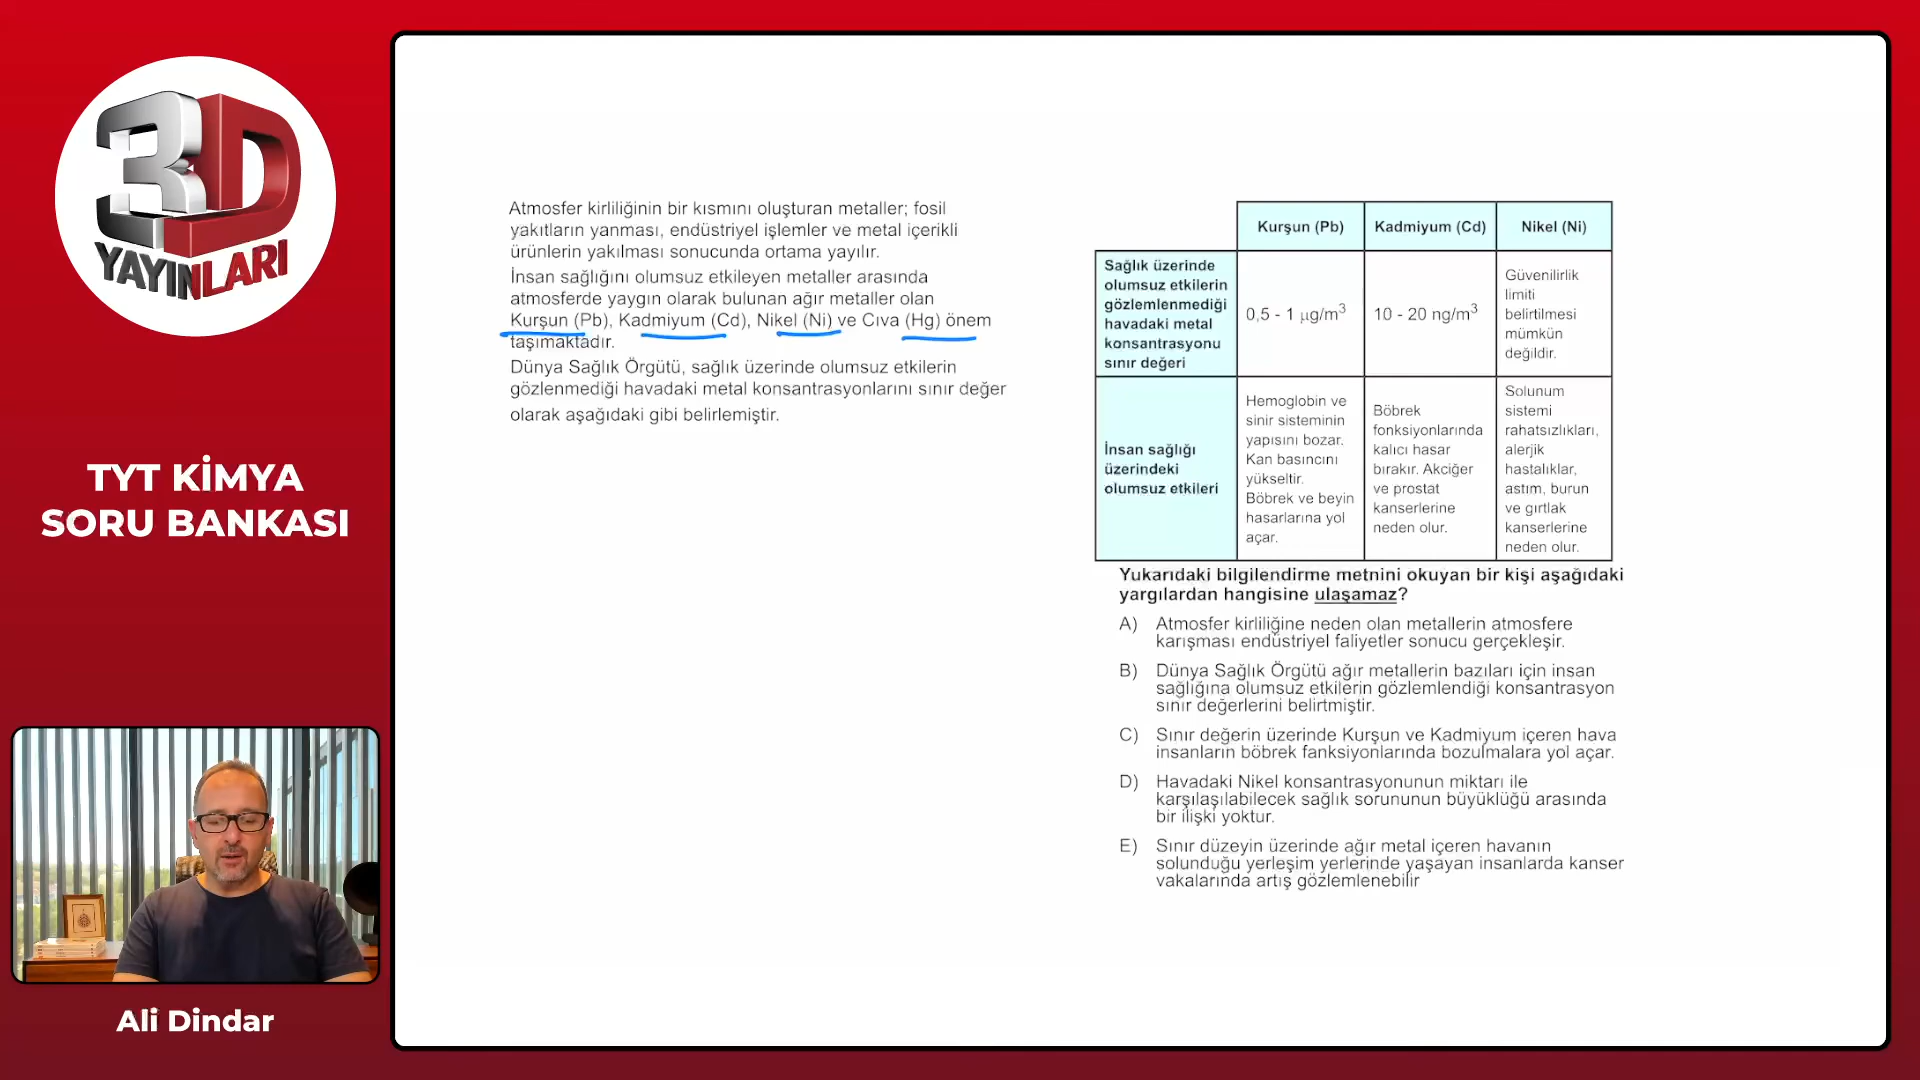 3D
YAYINLARI
TYT KİMYA
SORU BANKASI
Ali Dindar
Atmosfer kirliliğinin bir kısmını oluşturan metaller; fosil
yakıtların yanması, endüstriyel işlemler ve metal içerikli
ürünlerin yakılması sonucunda ortama yayılır.
İnsan sağlığını olumsuz etkileyen metaller arasında
atmosferde yaygın olarak bulunan ağır metaller olan
Kurşun (Pb), Kadmiyum (Cd), Nikel (Ni) ve Cıva (Hg) önem
taşımaktadır.
Dünya Sağlık Örgütü, sağlık üzerinde olumsuz etkilerin
gözlenmediği havadaki metal konsantrasyonlarını sınır değer
olarak aşağıdaki gibi belirlemiştir.
Kurşun (Pb)
Kadmiyum (Cd)
Nikel (Ni)
Sağlık üzerinde
olumsuz etkilerin
gözlemlenmediği
havadaki metal
konsantrasyonu
sınır değeri
0,5 - 1 µg/m³
10 - 20 ng/m³
Güvenilirlik
limiti
belirtilmesi
mümkün
değildir.
İnsan sağlığı
üzerindeki
olumsuz etkileri
Hemoglobin ve
sinir sisteminin
yapısını bozar.
Kan basıncını
yükseltir.
Böbrek ve beyin
hasarlarına yol
açar.
Böbrek
fonksiyonlarında
kalıcı hasar
bırakır. Akciğer
ve prostat
kanserlerine
neden olur.
Solunum
sistemi
rahatsızlıkları,
alerjik
hastalıklar,
astım, burun
ve gırtlak
kanserlerine
neden olur.
Yukarıdaki bilgilendirme metnini okuyan bir kişi aşağıdaki
yargılardan hangisine ulaşamaz?
A) Atmosfer kirliliğine neden olan metallerin atmosfere
karışması endüstriyel faliyetler sonucu gerçekleşir.
B) Dünya Sağlık Örgütü ağır metallerin bazıları için insan
sağlığına olumsuz etkilerin gözlemlendiği konsantrasyon
sınır değerlerini belirtmiştir.
C) Sınır değerin üzerinde Kurşun ve Kadmiyum içeren hava
insanların böbrek fanksiyonlarında bozulmalara yol açar.
D) Havadaki Nikel konsantrasyonunun miktarı ile
karşılaşılabilecek sağlık sorununun büyüklüğü arasında
bir ilişki yoktur.
E) Sınır düzeyin üzerinde ağır metal içeren havanın
solunduğu yerleşim yerlerinde yaşayan insanlarda kanser
vakalarında artış gözlemlenebilir